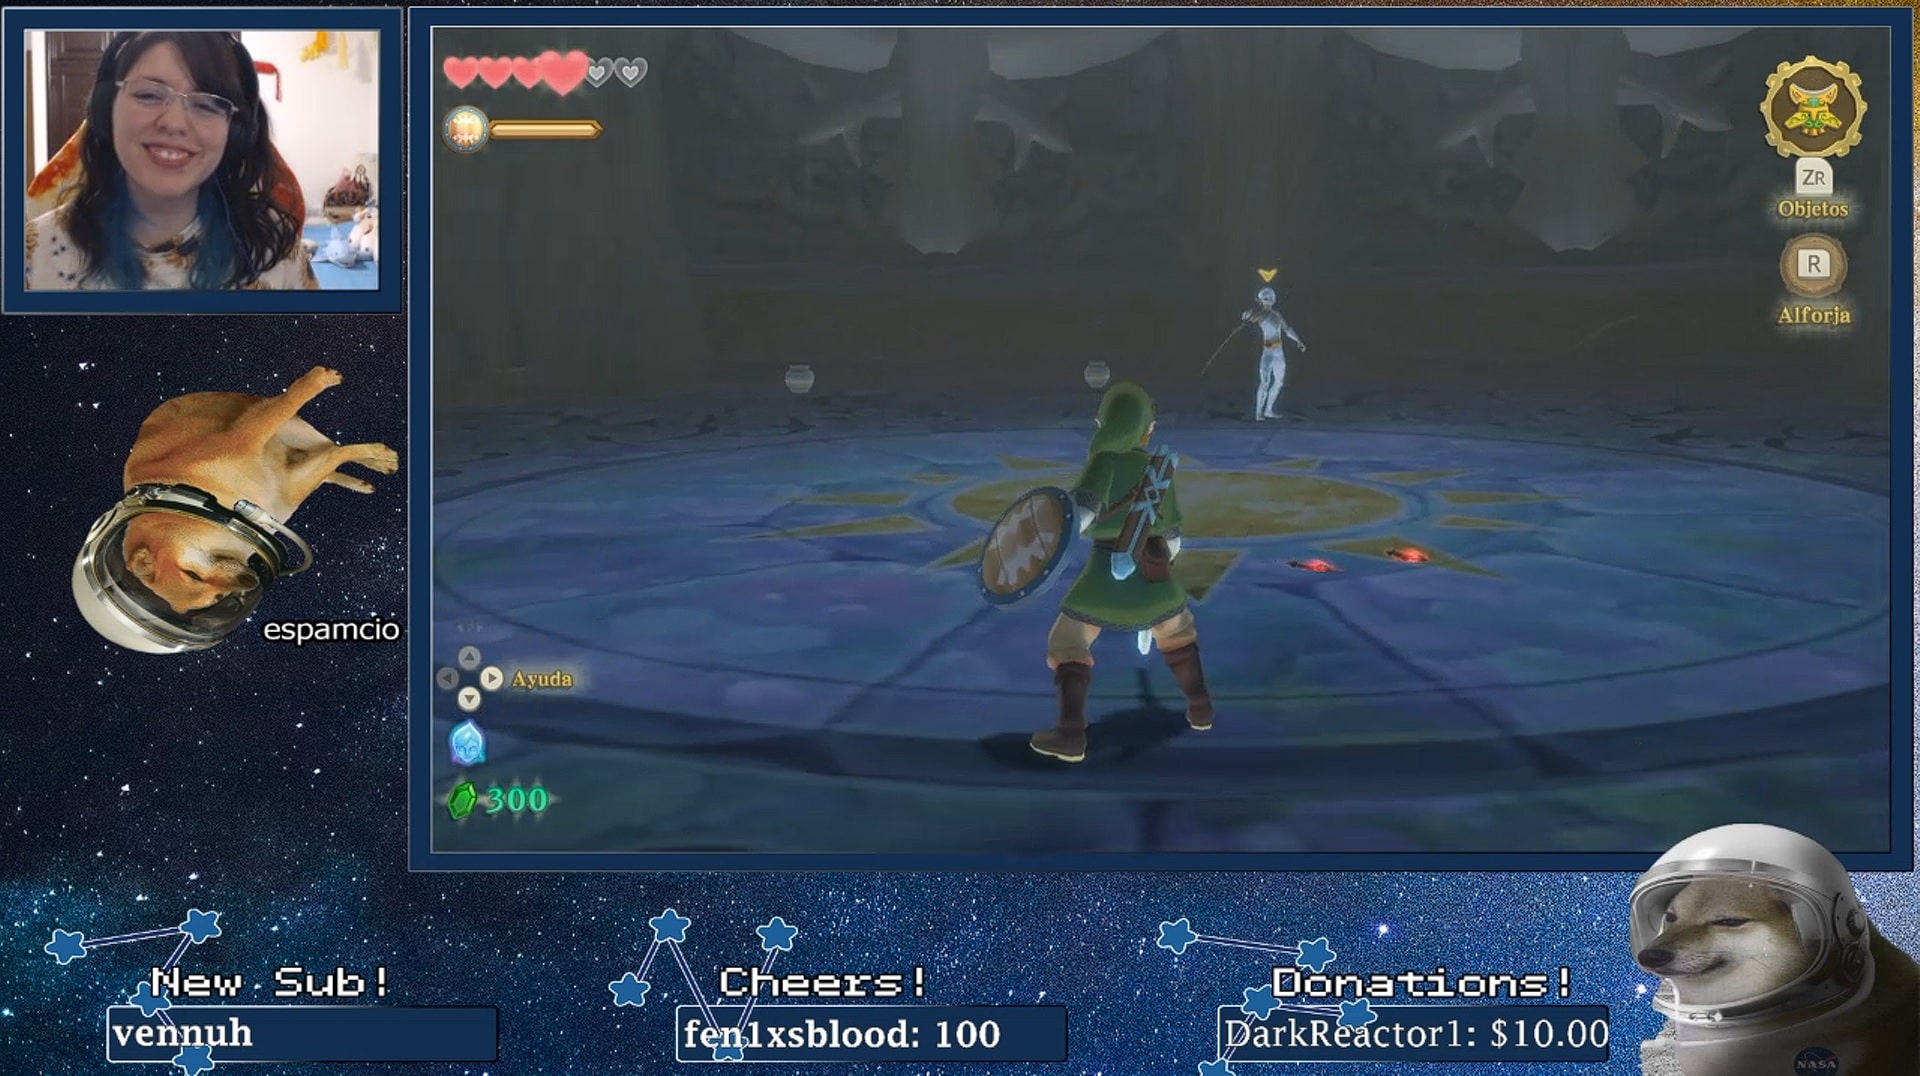 ZR
Objetos
R
Alforja
espamcio
Ayuda
300
New Sub!
Cheers!
Donations!
vennuh
fen1xsblood: 100
DarkReactor1: $10.00
NASA